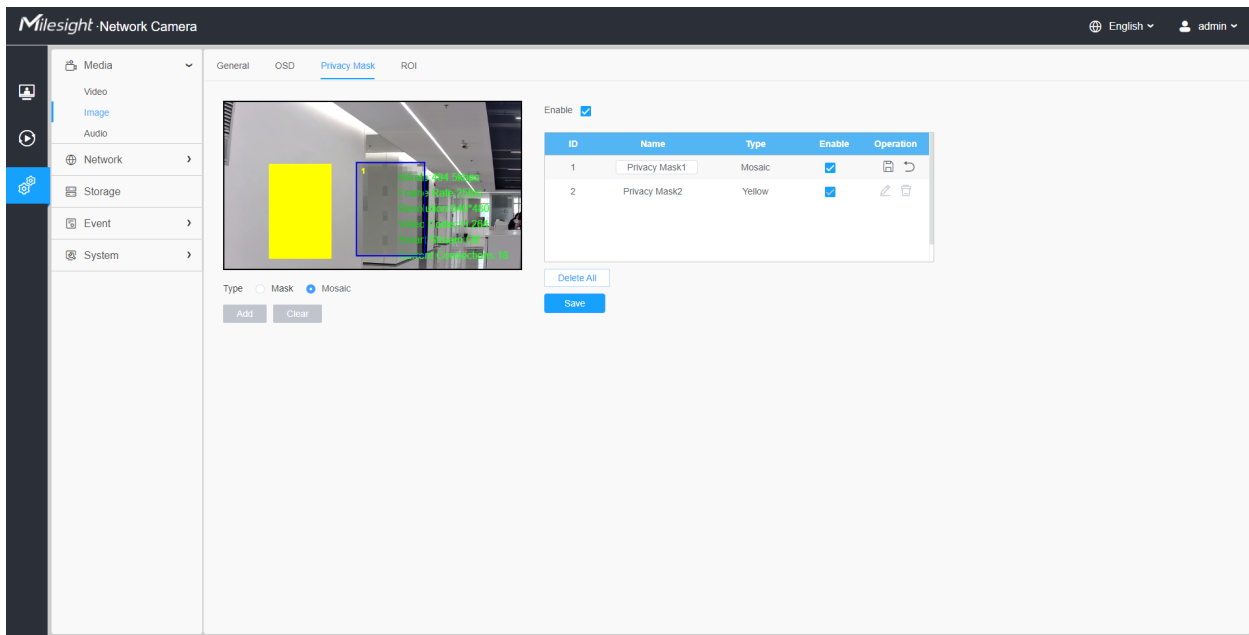 Milesight · Network Camera
English
admin
Media
Video
Image
Audio
Network
Storage
Event
System
General OSD Privacy Mask ROI
1
Type Mask Mosaic
Add Clear
Enable
ID Name Type Enable Operation
1 Privacy Mask1 Mosaic
2 Privacy Mask2 Yellow
Delete All
Save